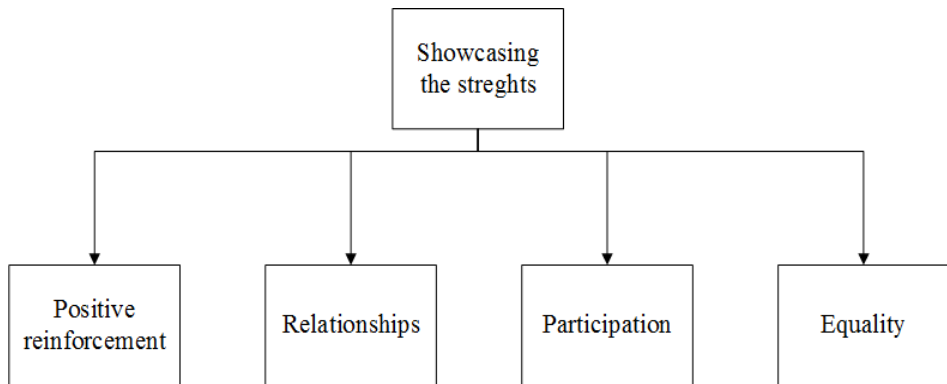 Showcasing
the streghts
Positive
reinforcement
Relationships
Participation
Equality